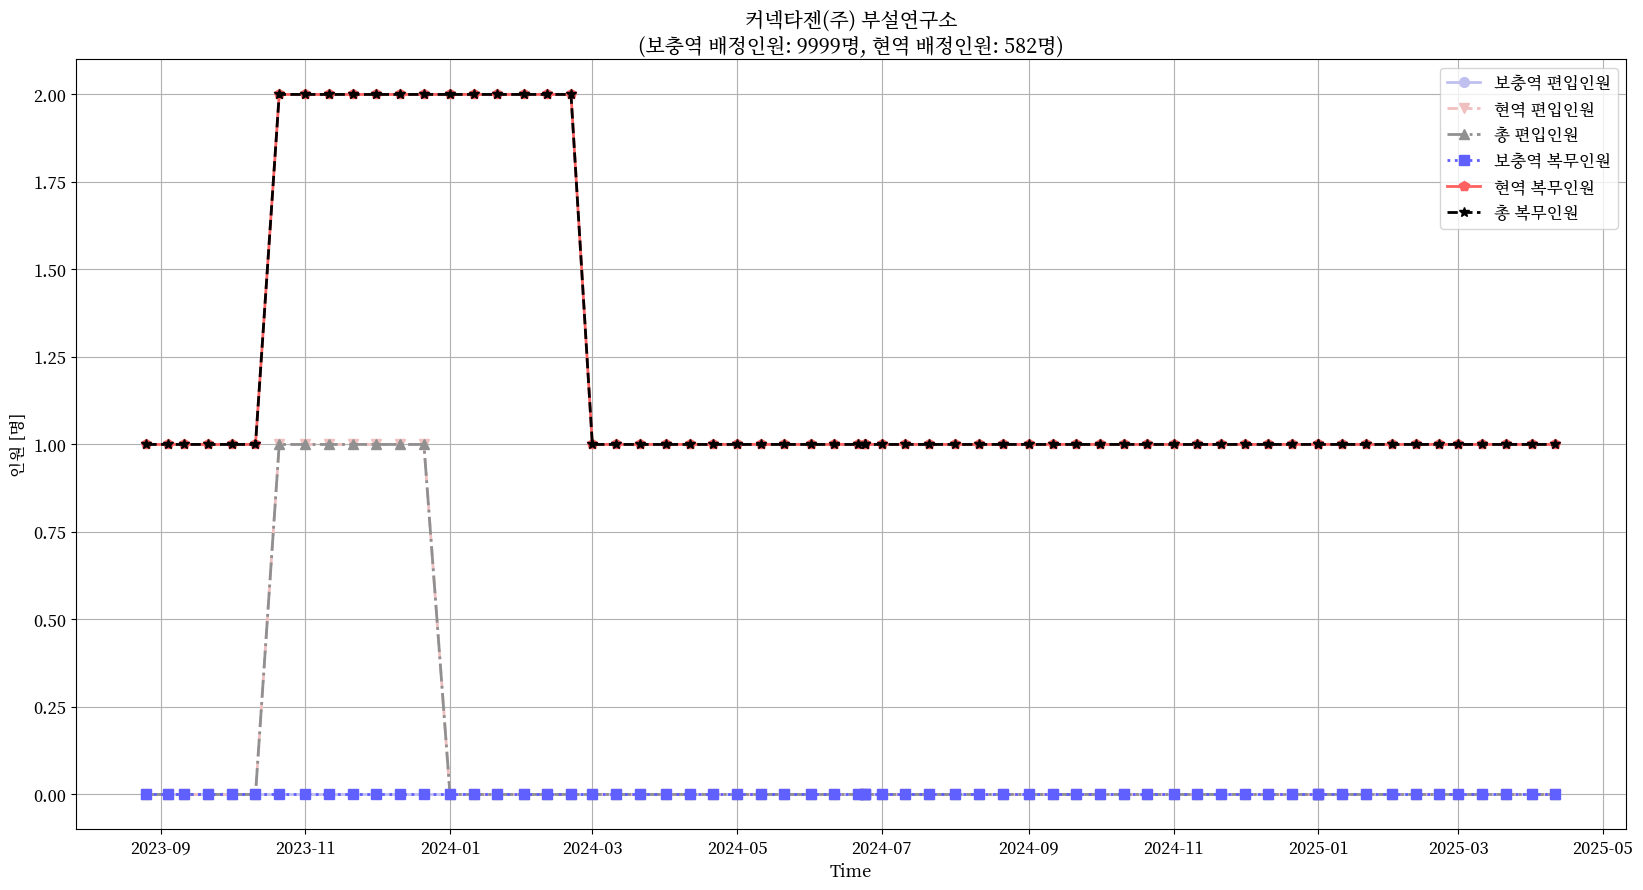 커넥타젠(주) 부설연구소
(보충역 배정인원: 9999명, 현역 배정인원: 582명)
보충역 편입인원
현역 편입인원
총 편입인원
보충역 복무인원
현역 복무인원
총 복무인원
인원 [명]
2.00
1.75
1.50
1.25
1.00
0.75
0.50
0.25
0.00
2023-09
2023-11
2024-01
2024-03
2024-05
2024-07
2024-09
2024-11
2025-01
2025-03
2025-05
Time